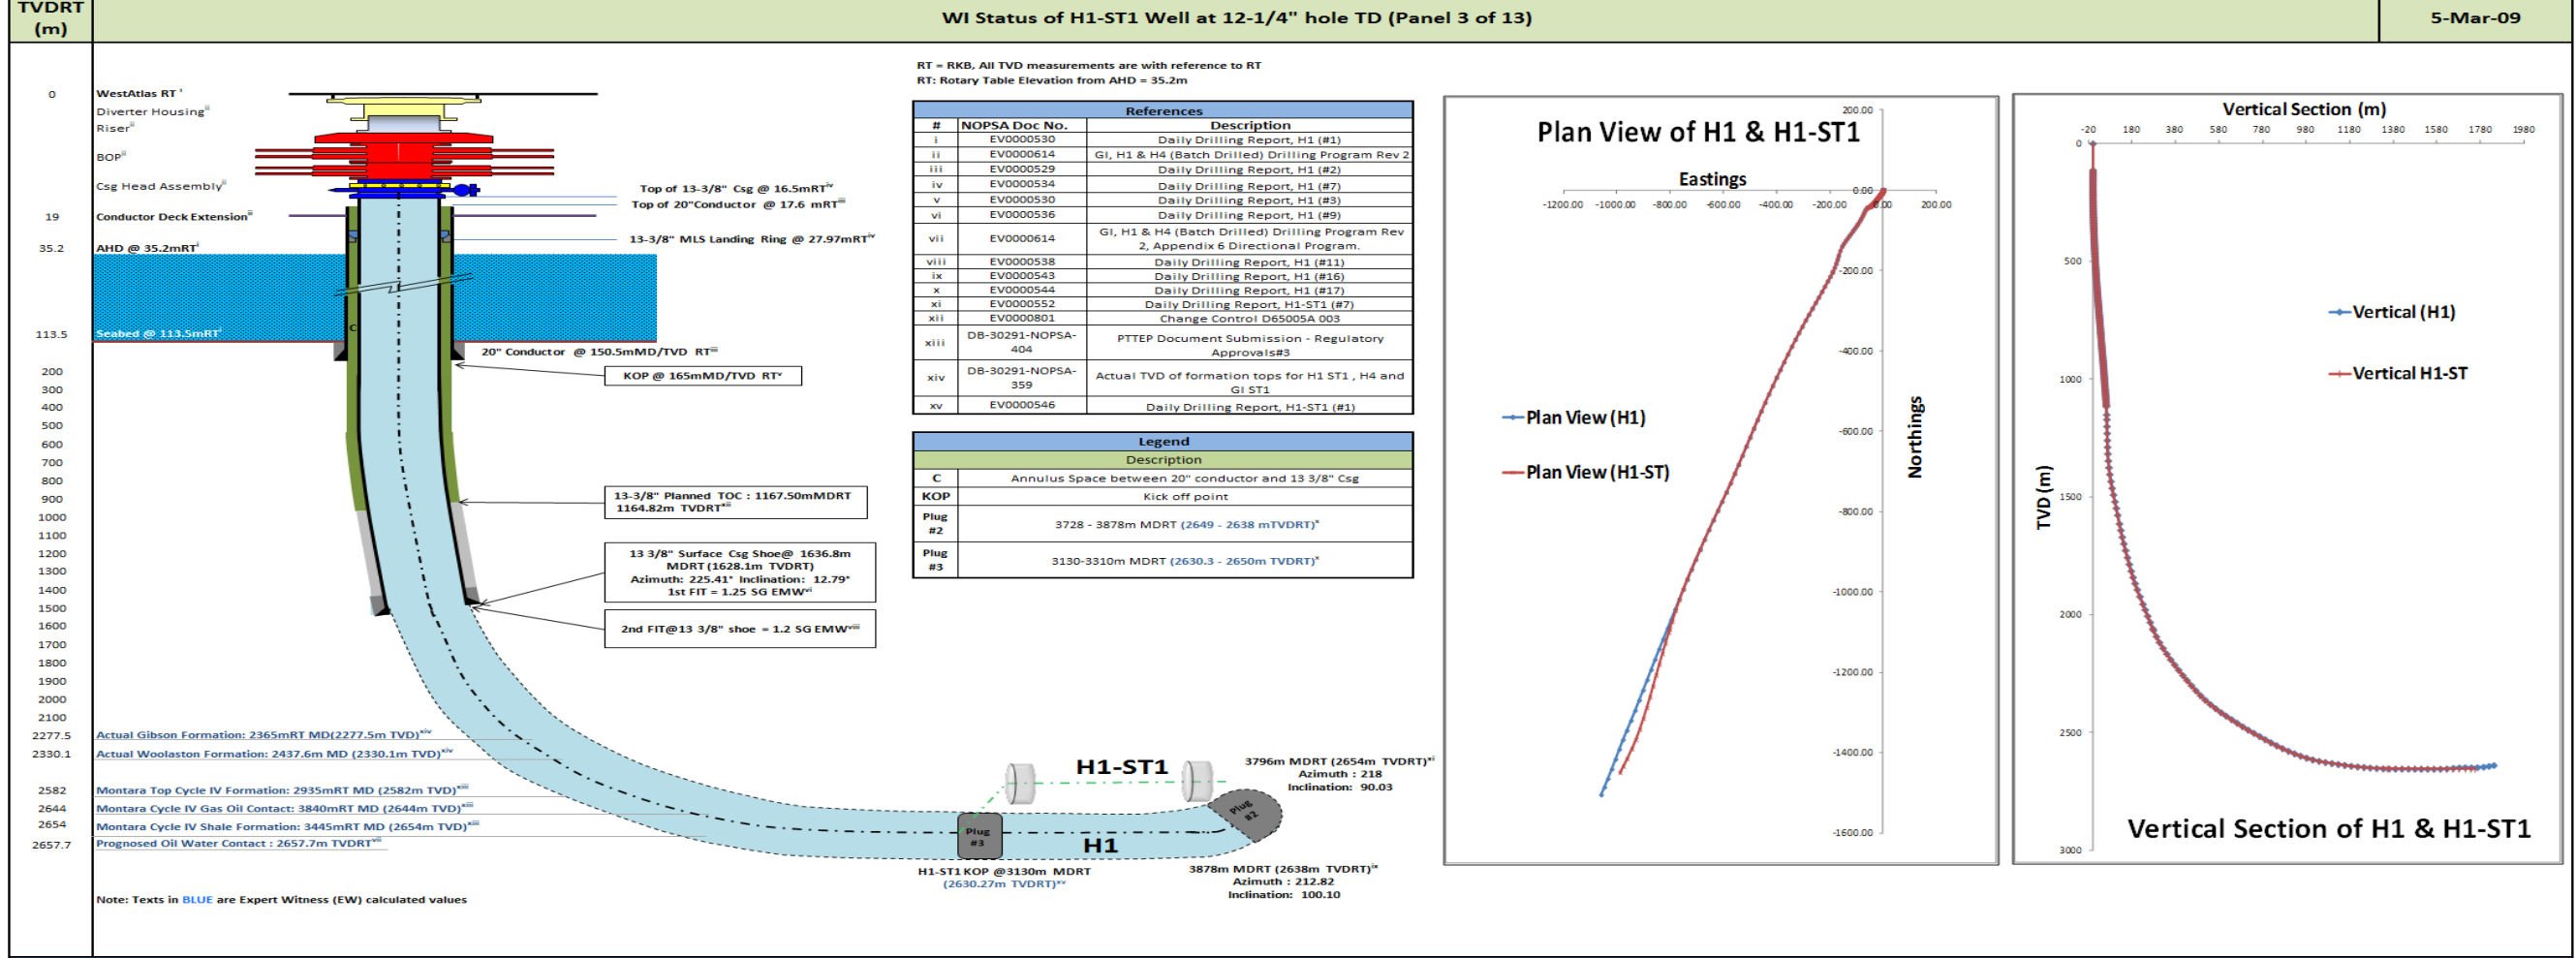 TVDRT
(m)
WI Status of H1-ST1 Well at 12-1/4" hole TD (Panel 3 of 13)
5-Mar-09
RT = RKB, All TVD measurements are with reference to RT
RT: Rotary Table Elevation from AHD = 35.2m
0
WestAtlas RT i
Diverter Housing ii
Riser ii
BOP ii
Csg Head Assembly ii
19
Conductor Deck Extension iii
35.2
AHD @ 35.2mRT i
113.5
Seabed @ 113.5mRT i
200
300
400
500
600
700
800
900
1000
1100
1200
1300
1400
1500
1600
1700
1800
1900
2000
2100
2277.5
Actual Gibson Formation: 2365mRT MD(2277.5m TVD) xiv
2330.1
Actual Woolaston Formation: 2437.6m MD (2330.1m TVD) xiv
2582
Montara Top Cycle IV Formation: 2935mRT MD (2582m TVD) xiii
2644
Montara Cycle IV Gas Oil Contact: 3840mRT MD (2644m TVD) xiii
2654
Montara Cycle IV Shale Formation: 3445mRT MD (2654m TVD) xiii
2657.7
Prognosed Oil Water Contact : 2657.7m TVDRT vii
Note: Texts in BLUE are Expert Witness (EW) calculated values
Top of 13-3/8" Csg @ 16.5mRT iv
Top of 20"Conductor @ 17.6 mRT iii
13-3/8" MLS Landing Ring @ 27.97mRT iv
C
20" Conductor @ 150.5mMD/TVD RT iii
KOP @ 165mMD/TVD RT v
13-3/8" Planned TOC : 1167.50mMDRT
1164.82m TVDRT xii
13 3/8" Surface Csg Shoe@ 1636.8m
MDRT (1628.1m TVDRT)
Azimuth: 225.41° Inclination: 12.79°
1st FIT = 1.25 SG EMW vi
2nd FIT@13 3/8" shoe = 1.2 SG EMW viii
H1-ST1
3796m MDRT (2654m TVDRT) xi
Azimuth : 218
Inclination: 90.03
Plug
#2
Plug
#3
H1
H1-ST1 KOP @3130m MDRT
(2630.27m TVDRT) xv
3878m MDRT (2638m TVDRT) ix
Azimuth : 212.82
Inclination: 100.10
References
# NOPSA Doc No. Description
i EV0000530 Daily Drilling Report, H1 (#1)
ii EV0000614 GI, H1 & H4 (Batch Drilled) Drilling Program Rev 2
iii EV0000529 Daily Drilling Report, H1 (#2)
iv EV0000534 Daily Drilling Report, H1 (#7)
v EV0000530 Daily Drilling Report, H1 (#3)
vi EV0000536 Daily Drilling Report, H1 (#9)
vii EV0000614 GI, H1 & H4 (Batch Drilled) Drilling Program Rev
2, Appendix 6 Directional Program.
viii EV0000538 Daily Drilling Report, H1 (#11)
ix EV0000543 Daily Drilling Report, H1 (#16)
x EV0000544 Daily Drilling Report, H1 (#17)
xi EV0000552 Daily Drilling Report, H1-ST1 (#7)
xii EV0000801 Change Control D65005A 003
xiii DB-30291-NOPSA-
404 PTTEP Document Submission - Regulatory
Approvals#3
xiv DB-30291-NOPSA-
359 Actual TVD of formation tops for H1 ST1 , H4 and
GI ST1
xv EV0000546 Daily Drilling Report, H1-ST1 (#1)
Legend
Description
C Annulus Space between 20" conductor and 13 3/8" Csg
KOP Kick off point
Plug
#2 3728 - 3878m MDRT (2649 - 2638 mTVDRT) x
Plug
#3 3130-3310m MDRT (2630.3 - 2650m TVDRT) x
Plan View of H1 & H1-ST1
Eastings
-1200.00 -1000.00 -800.00 -600.00 -400.00 -200.00 0.00 200.00
200.00
0.00
-200.00
-400.00
-600.00
-800.00
-1000.00
-1200.00
-1400.00
-1600.00
Northings
Plan View (H1)
Plan View (H1-ST)
Vertical Section (m)
-20 180 380 580 780 980 1180 1380 1580 1780 1980
0
500
1000
1500
2000
2500
3000
TVD (m)
Vertical (H1)
Vertical H1-ST
Vertical Section of H1 & H1-ST1